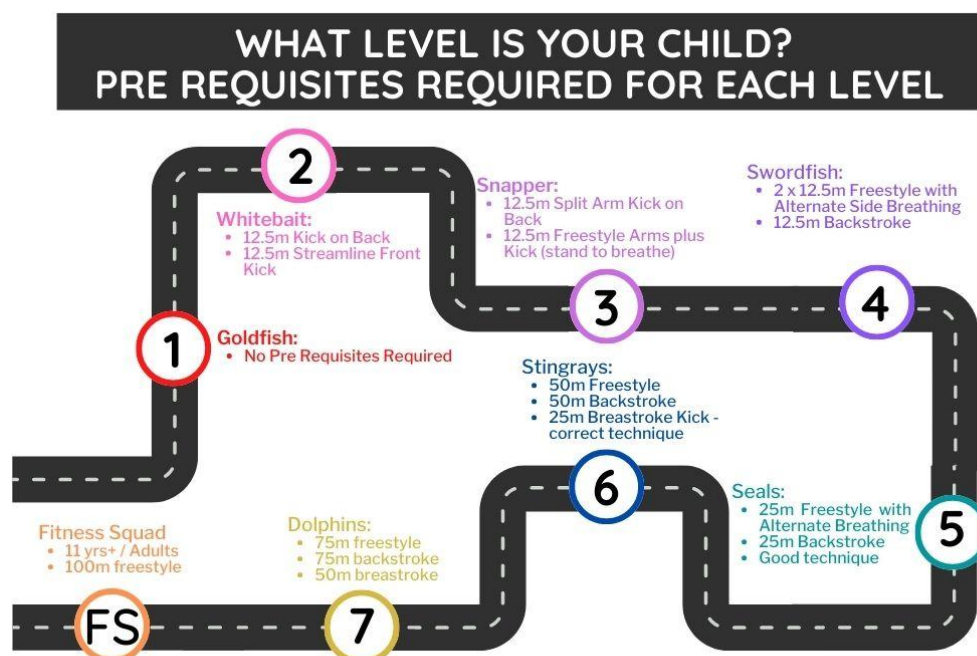 WHAT LEVEL IS YOUR CHILD?
PRE REQUISITES REQUIRED FOR EACH LEVEL
1
Goldfish:
• No Pre Requisites Required
2
Whitebait:
• 12.5m Kick on Back
• 12.5m Streamline Front
Kick
Snapper:
• 12.5m Split Arm Kick on
Back
• 12.5m Freestyle Arms plus
Kick (stand to breathe)
3
Swordfish:
• 2 x 12.5m Freestyle with
Alternate Side Breathing
• 12.5m Backstroke
4
Seals:
• 25m Freestyle with
Alternate Breathing
• 25m Backstroke
• Good technique
5
Stingrays:
• 50m Freestyle
• 50m Backstroke
• 25m Breastroke Kick -
correct technique
6
Dolphins:
• 75m freestyle
• 75m backstroke
• 50m breastroke
7
Fitness Squad
• 11 yrs+ / Adults
• 100m freestyle
FS